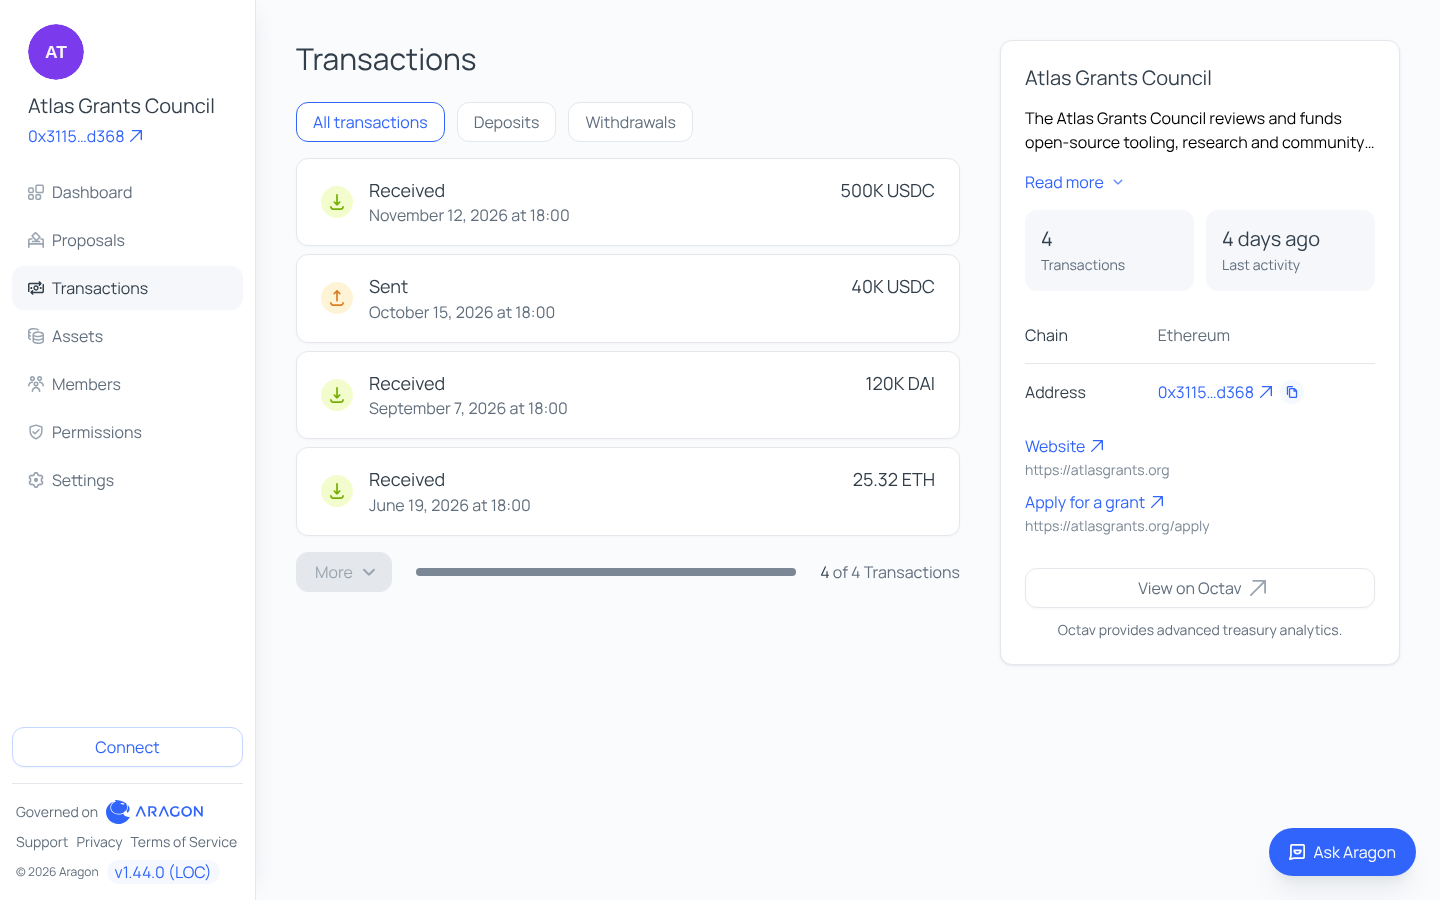 AT
Atlas Grants Council
0x3115…d368
Dashboard
Proposals
Transactions
Assets
Members
Permissions
Settings
Connect
Governed on ARAGON
Support Privacy Terms of Service
© 2026 Aragon v1.44.0 (LOC)
Transactions
All transactions Deposits Withdrawals
Received 500K USDC
November 12, 2026 at 18:00
Sent 40K USDC
October 15, 2026 at 18:00
Received 120K DAI
September 7, 2026 at 18:00
Received 25.32 ETH
June 19, 2026 at 18:00
More 4 of 4 Transactions
Atlas Grants Council
The Atlas Grants Council reviews and funds
open-source tooling, research and community…
Read more
4 4 days ago
Transactions Last activity
Chain Ethereum
Address 0x3115…d368
Website
https://atlasgrants.org
Apply for a grant
https://atlasgrants.org/apply
View on Octav
Octav provides advanced treasury analytics.
Ask Aragon